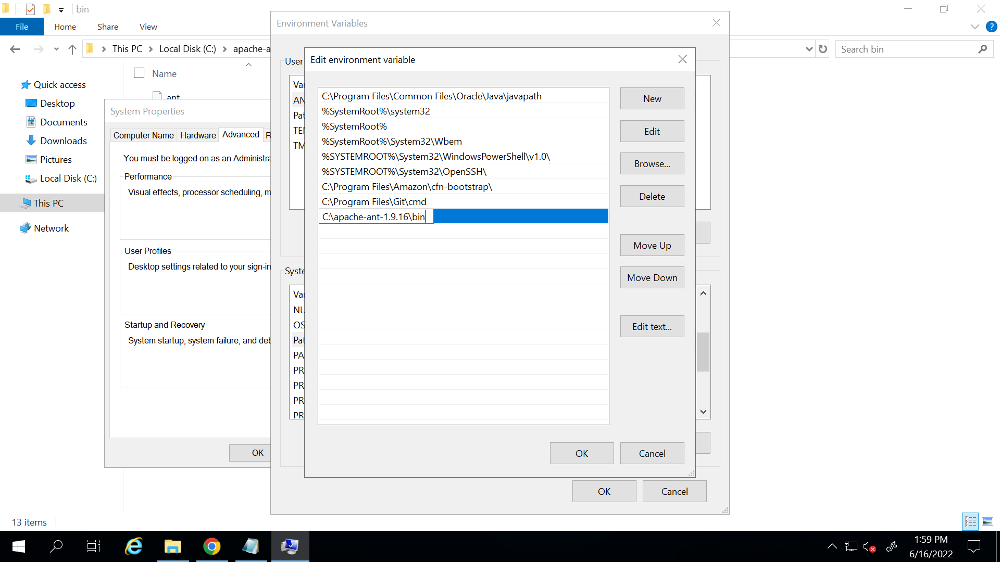 bin
File Home Share View
This PC Local Disk (C:) apache-a
Search bin
Name
ant
Quick access
Desktop
Documents
Downloads
Pictures
Local Disk (C:)
This PC
Network
13 items
System Properties
Computer Name Hardware Advanced R
You must be logged on as an Administra
Performance
Visual effects, processor scheduling, m
User Profiles
Desktop settings related to your sign-in
Startup and Recovery
System startup, system failure, and deb
OK
Environment Variables
User
Var
AN
Pat
TEM
TM
Syste
Var
NU
OS
Pat
PA
PR
PR
PR
PR
OK Cancel
Edit environment variable
C:\Program Files\Common Files\Oracle\Java\javapath
%SystemRoot%\system32
%SystemRoot%
%SystemRoot%\System32\Wbem
%SYSTEMROOT%\System32\WindowsPowerShell\v1.0\
%SYSTEMROOT%\System32\OpenSSH\
C:\Program Files\Amazon\cfn-bootstrap\
C:\Program Files\Git\cmd
C:\apache-ant-1.9.16\bin
New
Edit
Browse...
Delete
Move Up
Move Down
Edit text...
OK Cancel
1:59 PM
6/16/2022